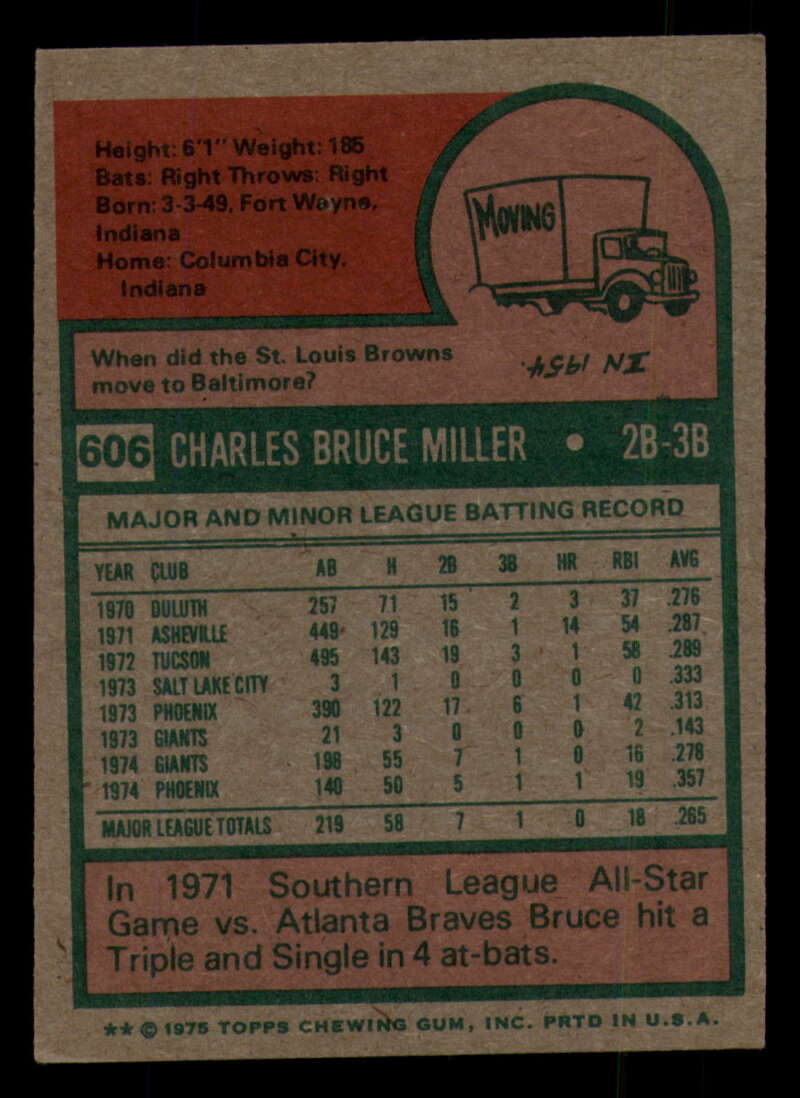 Height: 6'1" Weight: 185
Bats: Right Throws: Right
Born: 3-3-49, Fort Wayne,
Indiana
Home: Columbia City,
Indiana
MOVING
When did the St. Louis Browns
move to Baltimore?
IN 1954.
606 CHARLES BRUCE MILLER • 2B-3B
MAJOR AND MINOR LEAGUE BATTING RECORD
YEAR CLUB AB H 2B 3B HR RBI AVG
1970 DULUTH 257 71 15 2 3 37 .276
1971 ASHEVILLE 449 129 16 1 14 54 .287
1972 TUCSON 495 143 19 3 1 58 .289
1973 SALT LAKE CITY 3 1 0 0 0 0 .333
1973 PHOENIX 390 122 17 6 1 42 .313
1973 GIANTS 21 3 0 0 0 2 .143
1974 GIANTS 198 55 7 1 0 16 .278
1974 PHOENIX 140 50 5 1 1 19 .357
MAJOR LEAGUE TOTALS 219 58 7 1 0 18 .265
In 1971 Southern League All-Star
Game vs. Atlanta Braves Bruce hit a
Triple and Single in 4 at-bats.
** © 1975 TOPPS CHEWING GUM, INC. PRTD IN U.S.A.